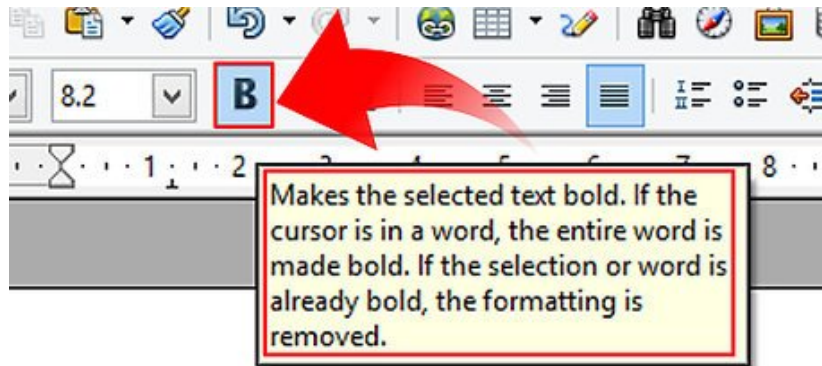 8.2
B
1 2 3 4 5 6 7 8
Makes the selected text bold. If the
cursor is in a word, the entire word is
made bold. If the selection or word is
already bold, the formatting is
removed.